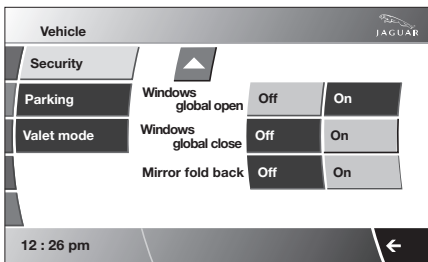 Vehicle
JAGUAR
Security
Parking
Valet mode
Windows
global open
Off
On
Windows
global close
Off
On
Mirror fold back
Off
On
12 : 26 pm